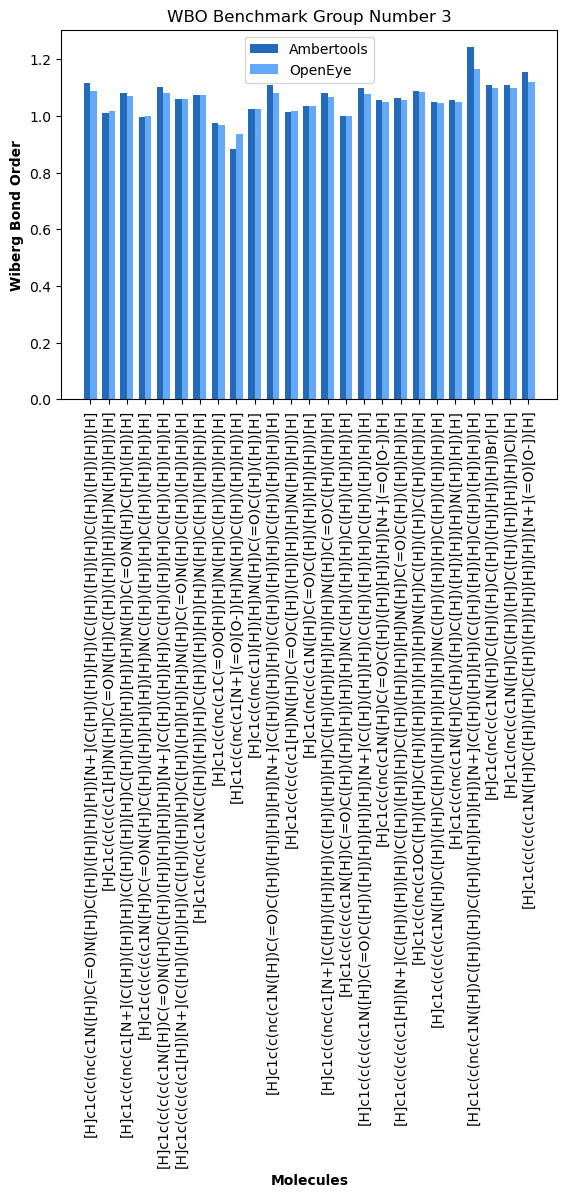 WBO Benchmark Group Number 3
Ambertools
OpenEye
Wiberg Bond Order
1.2
1.0
0.8
0.6
0.4
0.2
0.0
[H]c1c(c(nc(c1N([H])C(=O)N([H])C([H])([H])[H])[H])[N+](C([H])([H])[H])(C([H])([H])[H])C([H])([H])[H])[H]
[H]c1c(c(c(c(c1[H])N([H])C(=O)N([H])C([H])([H])[H])[H])N([H])[H])[H]
[H]c1c(c(nc(c1[N+](C([H])([H])[H])(C([H])([H])[H])C([H])([H])[H])[H])N([H])C(=O)N([H])C([H])([H])[H])[H]
[H]c1c(c(c(c(c1N([H])C(=O)N([H])C([H])([H])[H])[H])[H])N(C([H])([H])[H])C([H])([H])[H])[H]
[H]c1c(c(c(c(c1N([H])C(=O)N([H])C([H])([H])[H])[H])[H])[N+](C([H])([H])[H])(C([H])([H])[H])C([H])([H])[H])[H]
[H]c1c(c(c(c(c1[H])[N+](C([H])([H])[H])(C([H])([H])[H])C([H])([H])[H])[H])N([H])C(=O)N([H])C([H])([H])[H])[H]
[H]c1c(nc(c(c1N(C([H])([H])[H])C([H])([H])[H])[H])N([H])C([H])([H])C([H])([H])[H])[H]
[H]c1c(c(nc(c1C(=O)O[H])[H])N([H])C([H])([H])C([H])([H])[H])[H]
[H]c1c(c(nc(c1[N+](=O)[O-])[H])N([H])C([H])([H])C([H])([H])[H])[H]
[H]c1c(c(nc(c1I)[H])N([H])C(=O)C([H])([H])[H])[H]
[H]c1c(c(nc(c1N([H])C(=O)C([H])([H])[H])[H])[N+](C([H])([H])[H])(C([H])([H])[H])C([H])([H])[H])[H]
[H]c1c(c(c(c(c1[H])N([H])C(=O)C([H])([H])[H])[H])N([H])[H])[H]
[H]c1c(nc(c(c1N([H])C(=O)C([H])([H])[H])[H])I)[H]
[H]c1c(c(nc(c1[N+](C([H])([H])[H])(C([H])([H])[H])C([H])([H])[H])[H])N([H])C(=O)C([H])([H])[H])[H]
[H]c1c(c(c(c(c1N([H])C(=O)C([H])([H])[H])[H])[H])N(C([H])([H])[H])C([H])([H])[H])[H]
[H]c1c(c(c(c(c1N([H])C(=O)C([H])([H])[H])[H])[H])[N+](C([H])([H])[H])(C([H])([H])[H])C([H])([H])[H])[H]
[H]c1c(c(nc(c1N([H])C(=O)C([H])([H])[H])[H])[N+](=O)[O-])[H]
[H]c1c(c(c(c(c1[H])[N+](C([H])([H])[H])(C([H])([H])[H])C([H])([H])[H])[H])N([H])C(=O)C([H])([H])[H])[H]
[H]c1c(c(nc(c1OC([H])([H])[H])[H])N([H])C([H])([H])C([H])([H])[H])[H]
[H]c1c(c(c(c(c1N([H])C([H])([H])C([H])([H])[H])[H])[H])N(C([H])([H])[H])C([H])([H])[H])[H]
[H]c1c(c(nc(c1N([H])C([H])([H])C([H])([H])[H])[H])N([H])[H])[H]
[H]c1c(c(nc(c1N([H])C([H])([H])C([H])([H])[H])[H])[N+](C([H])([H])[H])(C([H])([H])[H])C([H])([H])[H])[H]
[H]c1c(nc(c(c1N([H])C([H])([H])C([H])([H])[H])[H])Br)[H]
[H]c1c(nc(c(c1N([H])C([H])([H])C([H])([H])[H])[H])Cl)[H]
[H]c1c(c(c(c(c1N([H])C([H])([H])C([H])([H])[H])[H])[H])[N+](=O)[O-])[H]
Molecules